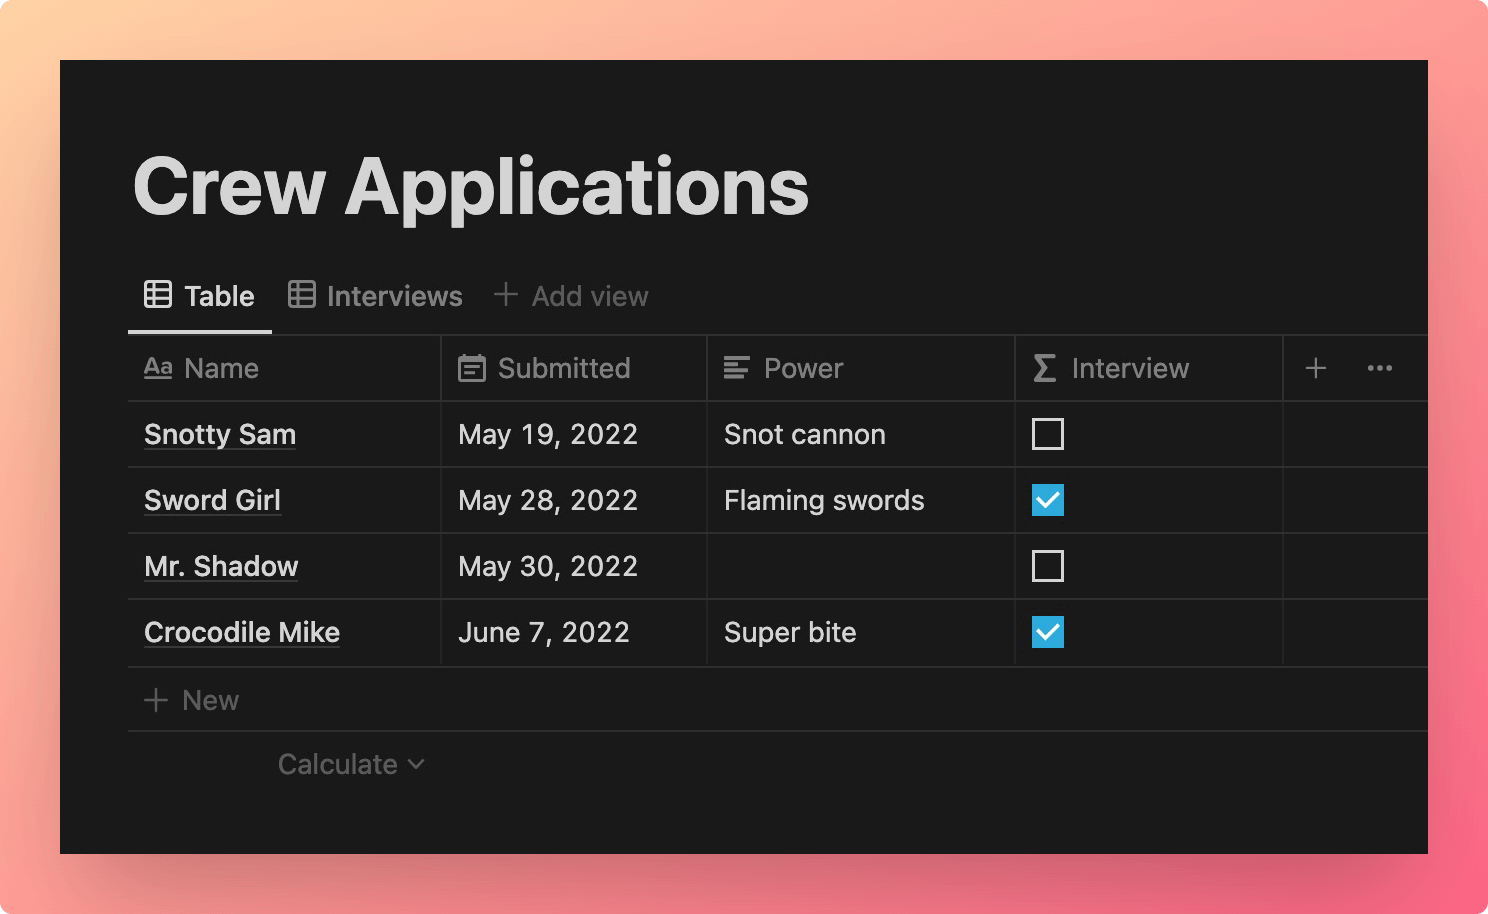 Crew Applications
Table Interviews + Add view
Aa Name Submitted Power Σ Interview + •••
Snotty Sam May 19, 2022 Snot cannon
Sword Girl May 28, 2022 Flaming swords
Mr. Shadow May 30, 2022
Crocodile Mike June 7, 2022 Super bite
+ New
Calculate